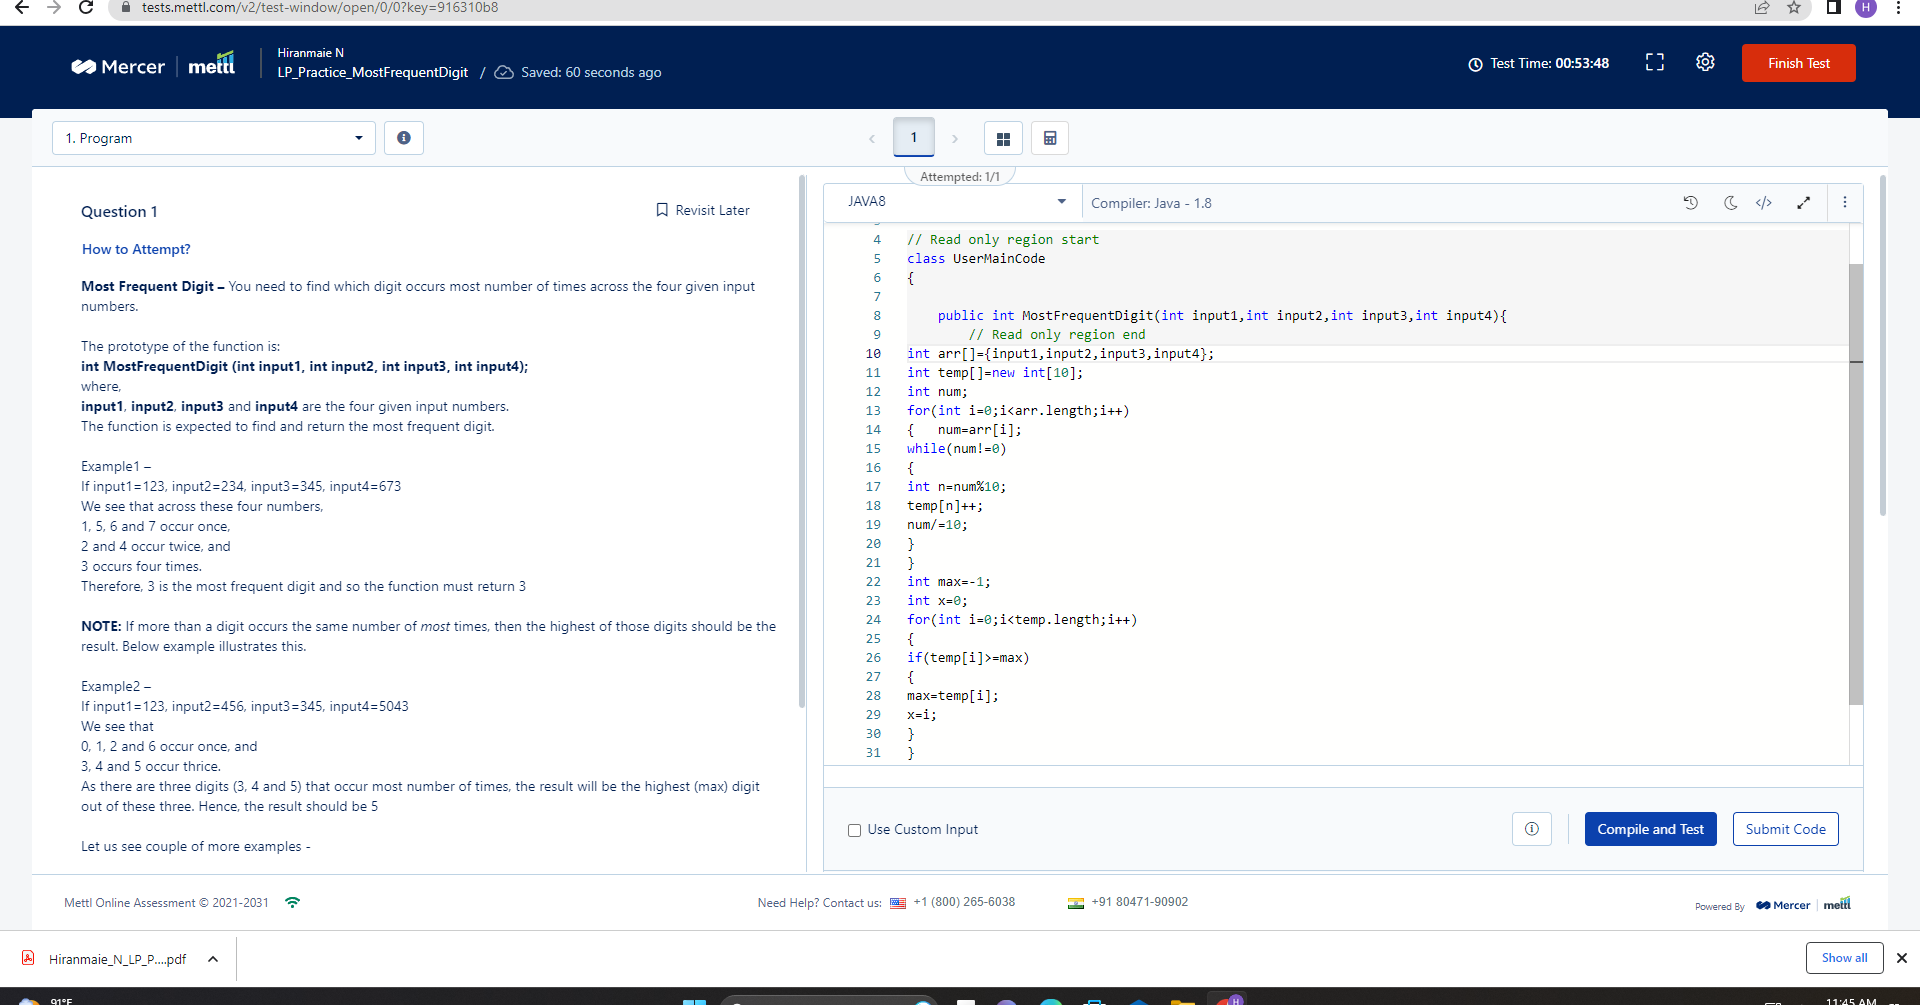 tests.mettl.com/v2/test-window/open/0/0?key=916310b8
H
Mercer mettl
Hiranmaie N
LP_Practice_MostFrequentDigit / Saved: 60 seconds ago
Test Time: 00:53:48
Finish Test
1. Program
1
Attempted: 1/1
Question 1
Revisit Later
How to Attempt?
Most Frequent Digit – You need to find which digit occurs most number of times across the four given input
numbers.
The prototype of the function is:
int MostFrequentDigit (int input1, int input2, int input3, int input4);
where,
input1, input2, input3 and input4 are the four given input numbers.
The function is expected to find and return the most frequent digit.
Example1 –
If input1=123, input2=234, input3=345, input4=673
We see that across these four numbers,
1, 5, 6 and 7 occur once,
2 and 4 occur twice, and
3 occurs four times.
Therefore, 3 is the most frequent digit and so the function must return 3
NOTE: If more than a digit occurs the same number of most times, then the highest of those digits should be the
result. Below example illustrates this.
Example2 –
If input1=123, input2=456, input3=345, input4=5043
We see that
0, 1, 2 and 6 occur once, and
3, 4 and 5 occur thrice.
As there are three digits (3, 4 and 5) that occur most number of times, the result will be the highest (max) digit
out of these three. Hence, the result should be 5
Let us see couple of more examples -
JAVA8
Compiler: Java - 1.8
4 // Read only region start
5 class UserMainCode
6 {
7
8 public int MostFrequentDigit(int input1,int input2,int input3,int input4){
9 // Read only region end
10 int arr[]={input1,input2,input3,input4};
11 int temp[]=new int[10];
12 int num;
13 for(int i=0;i<arr.length;i++)
14 { num=arr[i];
15 while(num!=0)
16 {
17 int n=num%10;
18 temp[n]++;
19 num/=10;
20 }
21 }
22 int max=-1;
23 int x=0;
24 for(int i=0;i<temp.length;i++)
25 {
26 if(temp[i]>=max)
27 {
28 max=temp[i];
29 x=i;
30 }
31 }
Use Custom Input
Compile and Test
Submit Code
Mettl Online Assessment © 2021-2031
Need Help? Contact us: +1 (800) 265-6038 +91 80471-90902
Powered By Mercer mettl
Hiranmaie_N_LP_P....pdf
Show all
91°F
H
11:45 AM